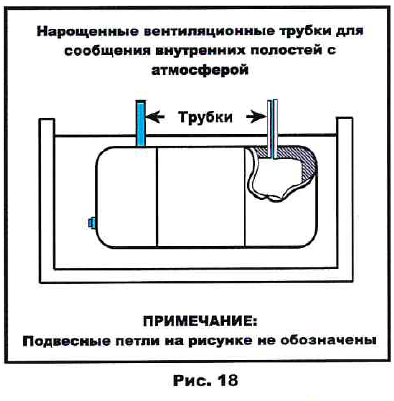 Нарощенные вентиляционные трубки для
сообщения внутренних полостей с
атмосферой
Трубки
ПРИМЕЧАНИЕ:
Подвесные петли на рисунке не обозначены
Рис. 18